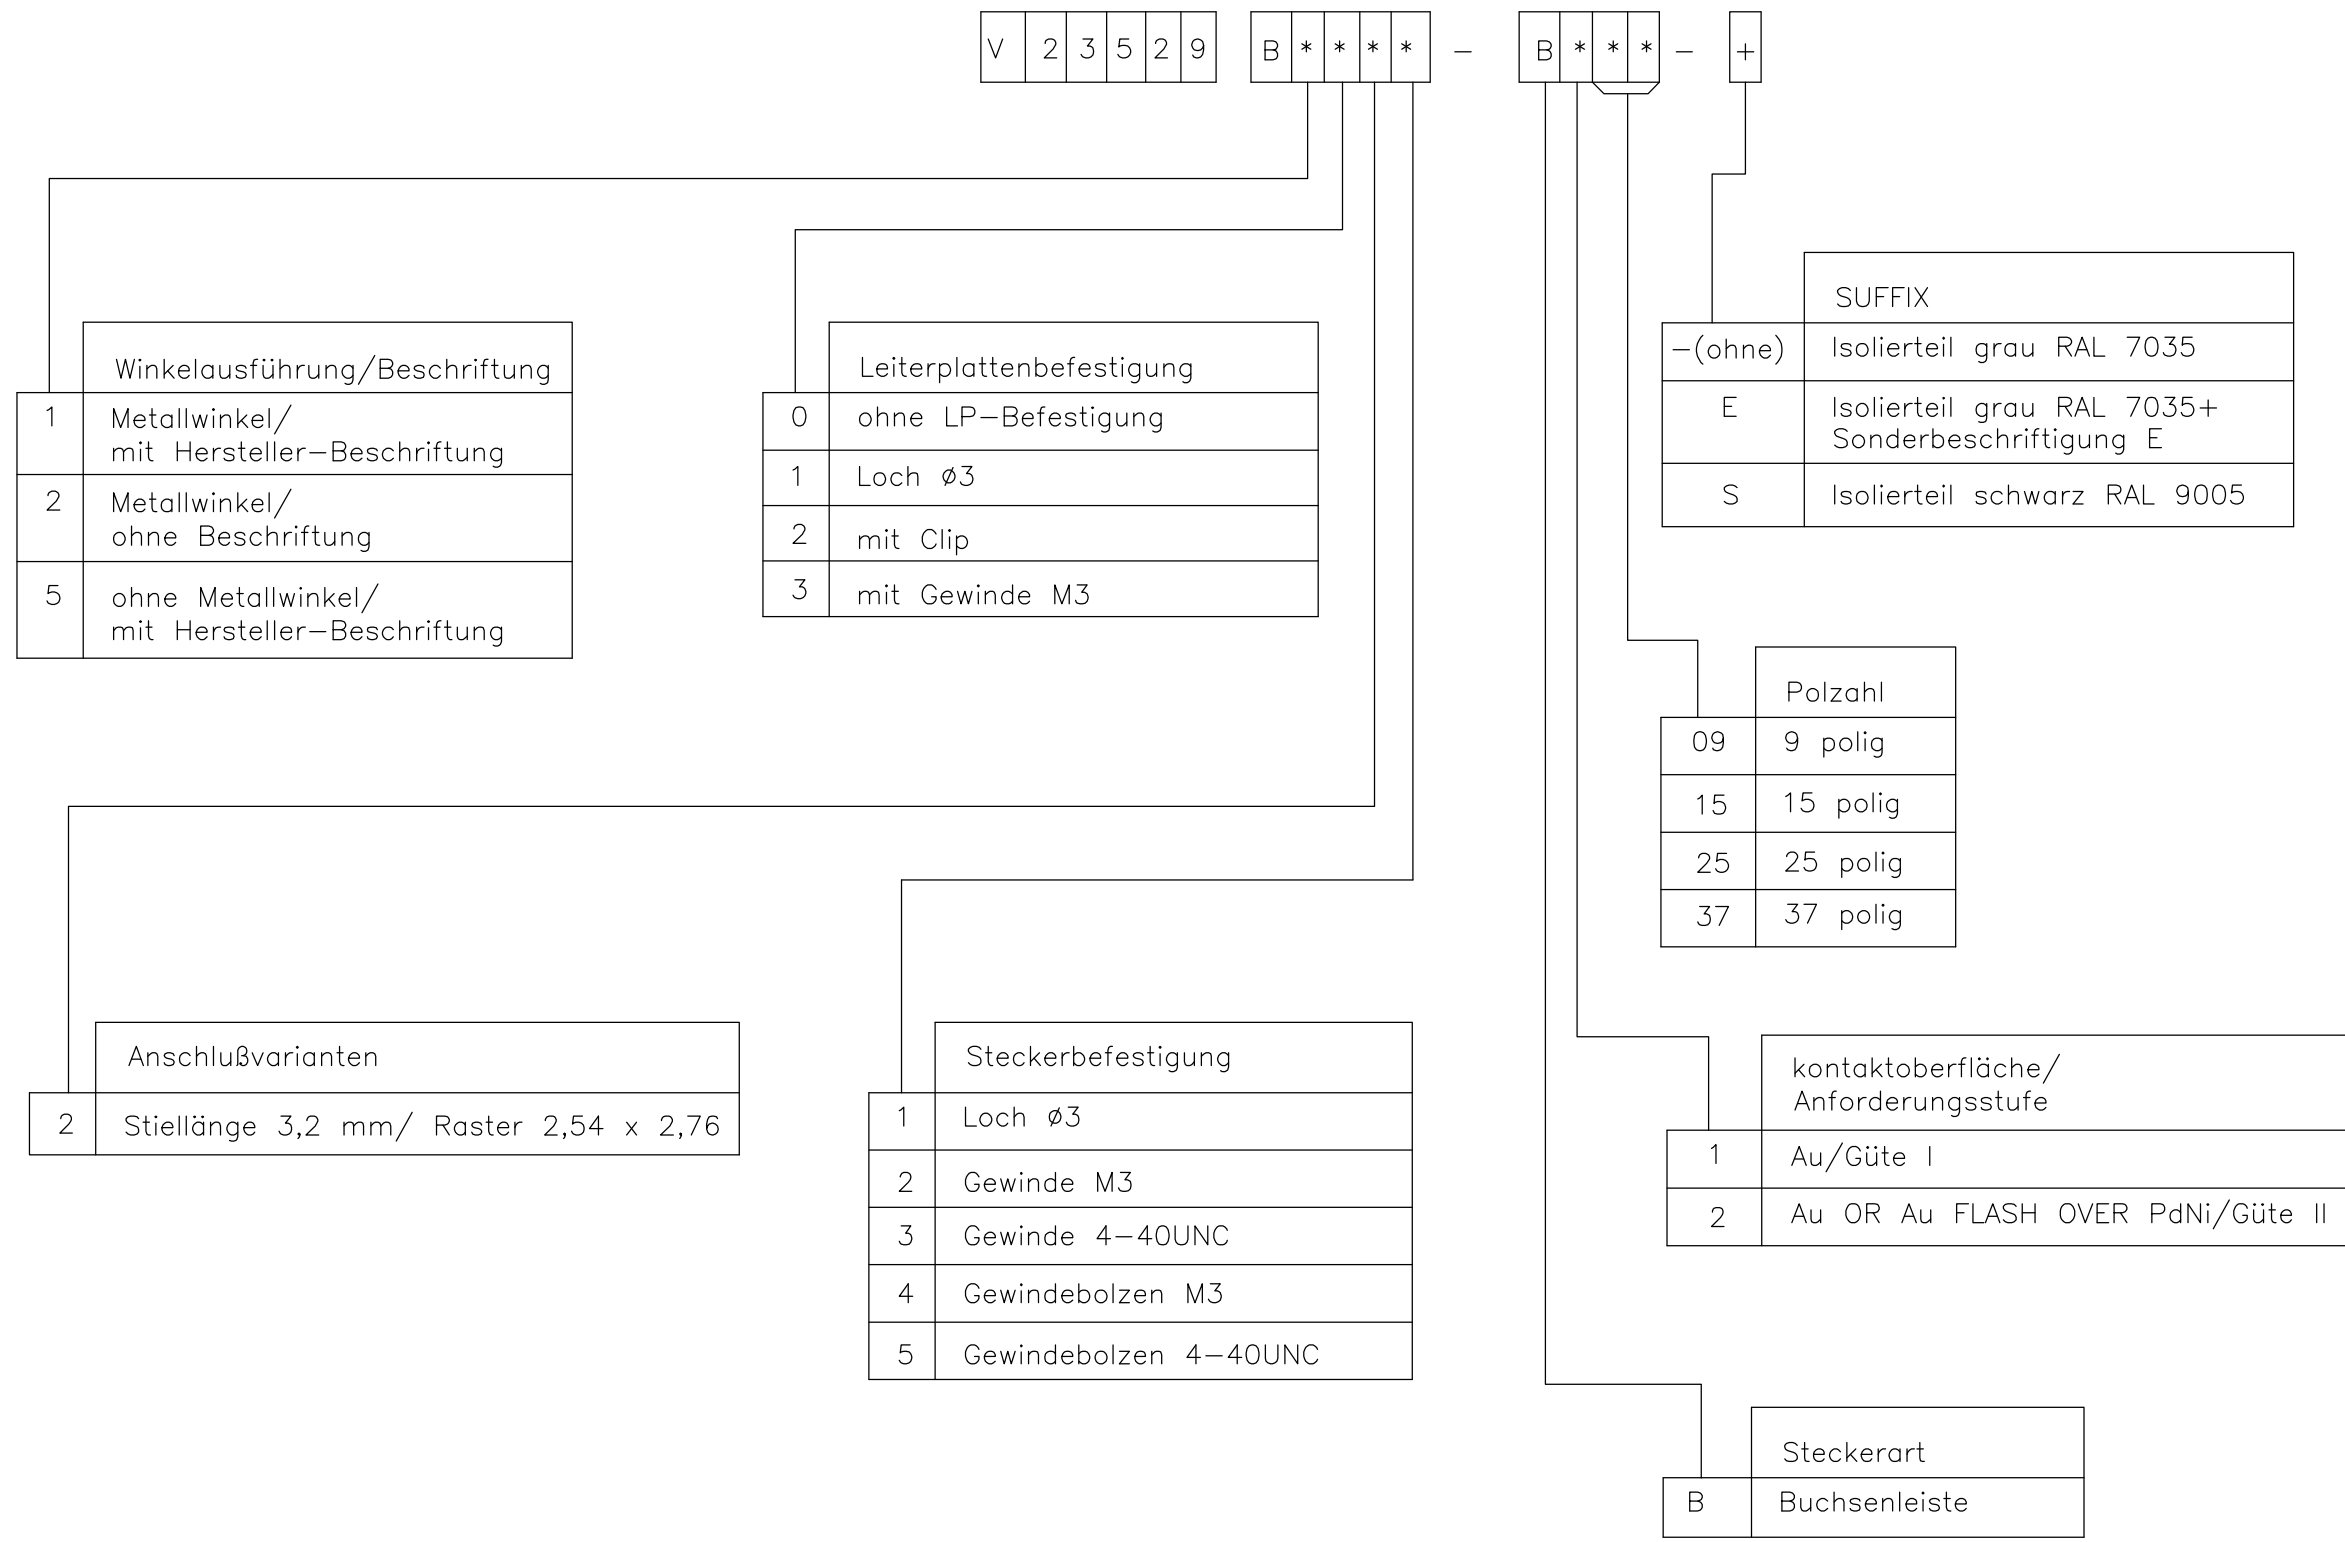 V 2 3 5 2 9 B * * * * - B * * * - +
Winkelausführung/Beschriftung
1 Metallwinkel/
mit Hersteller-Beschriftung
2 Metallwinkel/
ohne Beschriftung
5 ohne Metallwinkel/
mit Hersteller-Beschriftung
Leiterplattenbefestigung
0 ohne LP-Befestigung
1 Loch ø3
2 mit Clip
3 mit Gewinde M3
SUFFIX
-(ohne) Isolierteil grau RAL 7035
E Isolierteil grau RAL 7035+
Sonderbeschriftigung E
S Isolierteil schwarz RAL 9005
Polzahl
09 9 polig
15 15 polig
25 25 polig
37 37 polig
Anschlußvarianten
2 Stiellänge 3,2 mm/ Raster 2,54 x 2,76
Steckerbefestigung
1 Loch ø3
2 Gewinde M3
3 Gewinde 4-40UNC
4 Gewindebolzen M3
5 Gewindebolzen 4-40UNC
kontaktoberfläche/
Anforderungsstufe
1 Au/Güte I
2 Au OR Au FLASH OVER PdNi/Güte II
Steckerart
B Buchsenleiste